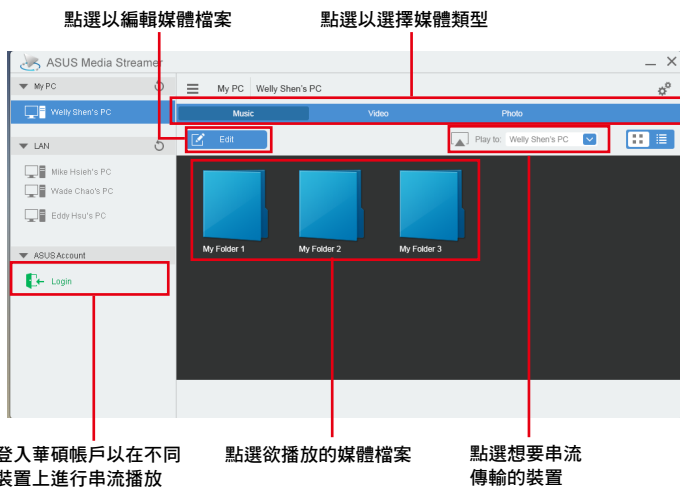 點選以編輯媒體檔案
點選以選擇媒體類型
ASUS Media Streamer
My PC
My PC Welly Shen's PC
Welly Shen's PC
Music Video Photo
Edit
Play to: Welly Shen's PC
LAN
Mike Hsieh's PC
Wade Chao's PC
Eddy Hsu's PC
My Folder 1 My Folder 2 My Folder 3
ASUS Account
Login
登入華碩帳戶以在不同
裝置上進行串流播放
點選欲播放的媒體檔案
點選想要串流
傳輸的裝置